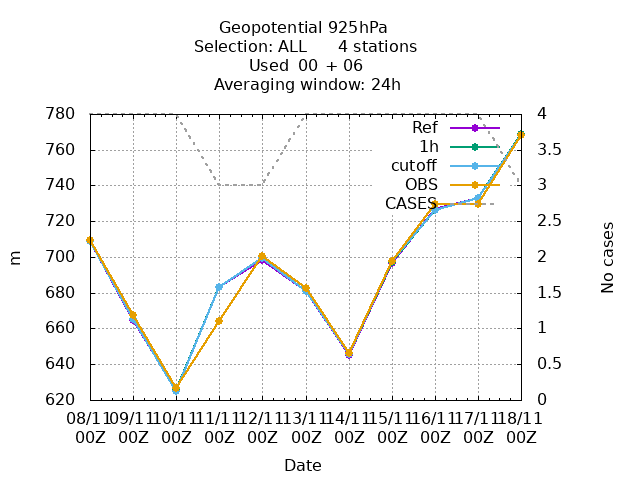 Geopotential 925hPa
Selection: ALL 4 stations
Used 00 + 06
Averaging window: 24h
780 4
760 3.5
740 3
720 2.5
700 2
680 1.5
660 1
640 0.5
620 0
Ref
1h
cutoff
OBS
CASES
m
No cases
08/11 09/11 10/11 11/11 12/11 13/11 14/11 15/11 16/11 17/11 18/11
00Z 00Z 00Z 00Z 00Z 00Z 00Z 00Z 00Z 00Z 00Z
Date